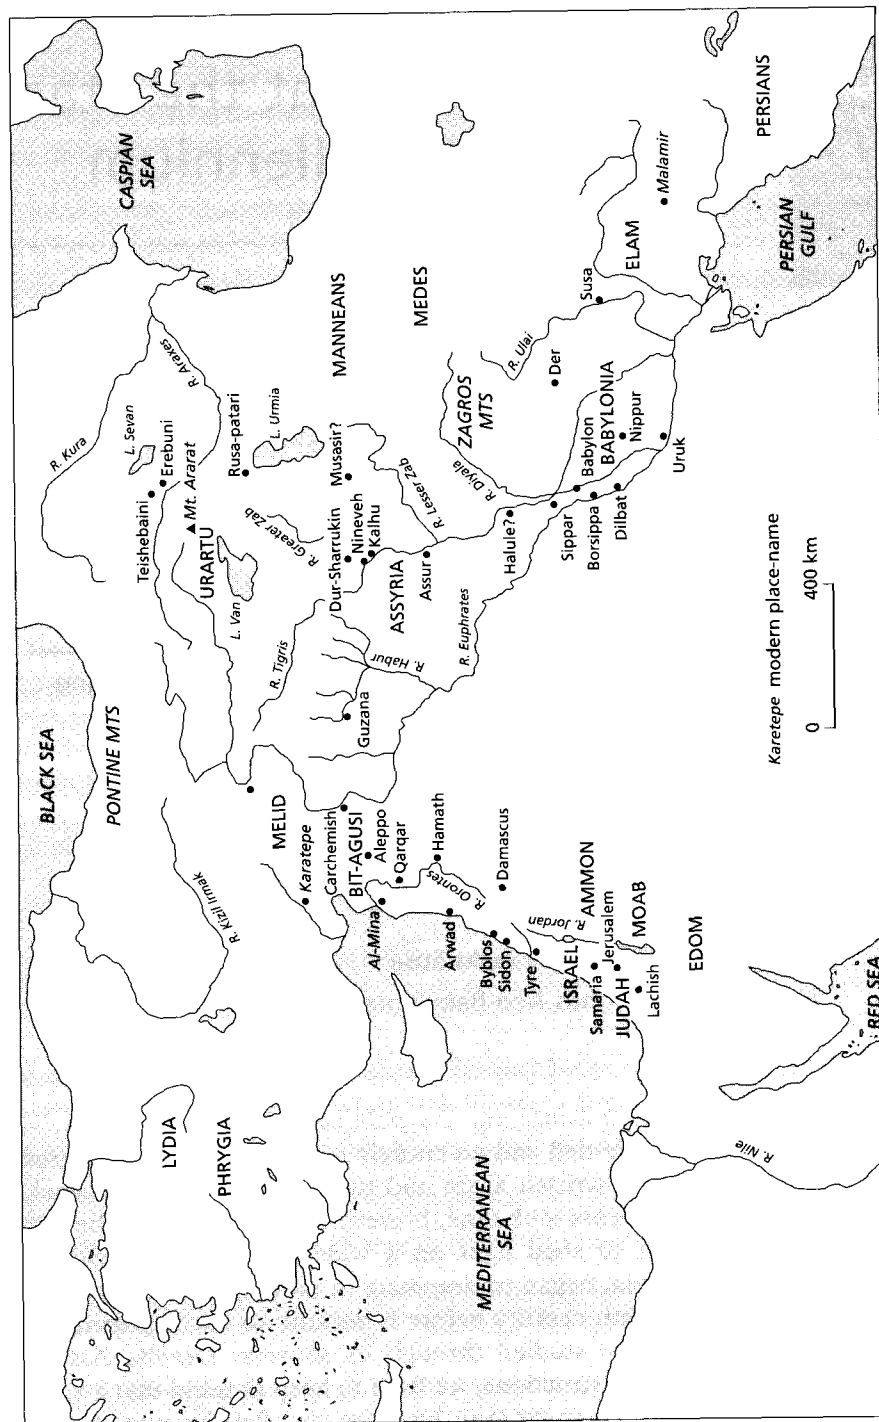 BLACK SEA
CASPIAN
SEA
PONTINE MTS
R. Kura
R. Araxes
L. Sevan
Erebuni
Teishebaini
Mt. Ararat
URARTU
L. Van
Rusa-patari
L. Urmia
R. Kizil Irmak
LYDIA
PHRYGIA
MELID
Karatepe
Carchemish
BIT-AGUSI
Aleppo
Qarqar
Al-Mina
Hamath
R. Orontes
Arwad
Byblos
Sidon
Tyre
Damascus
R. Jordan
ISRAEL
AMMON
Samaria
Jerusalem
JUDAH
MOAB
Lachish
EDOM
R. Tigris
Guzana
R. Habur
R. Greater Zab
Dur-Sharrukin
Nineveh
Kalhu
Musasir?
ASSYRIA
Assur
R. Lesser Zab
R. Euphrates
MANNEANS
MEDES
ZAGROS
MTS
R. Diyala
Halule?
Sippar
Babylon
Borsippa
Dilbat
BABYLONIA
Nippur
Uruk
Der
R. Ulai
Susa
ELAM
Malamir
PERSIANS
PERSIAN
GULF
MEDITERRANEAN
SEA
R. Nile
RED SEA
Karetepe modern place-name
0 400 km